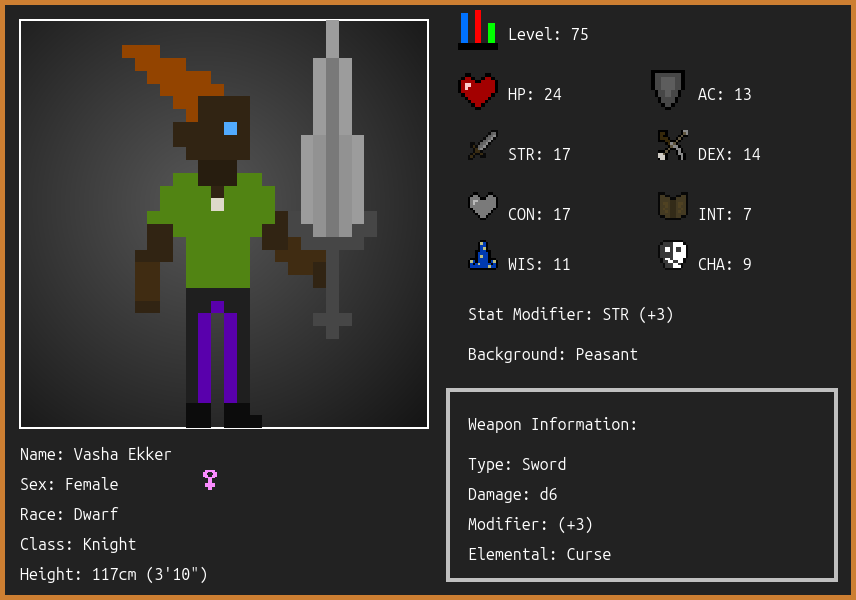 Level: 75
HP: 24
AC: 13
STR: 17
DEX: 14
CON: 17
INT: 7
WIS: 11
CHA: 9
Stat Modifier: STR (+3)
Background: Peasant
Weapon Information:
Type: Sword
Damage: d6
Modifier: (+3)
Elemental: Curse
Name: Vasha Ekker
Sex: Female
Race: Dwarf
Class: Knight
Height: 117cm (3'10")